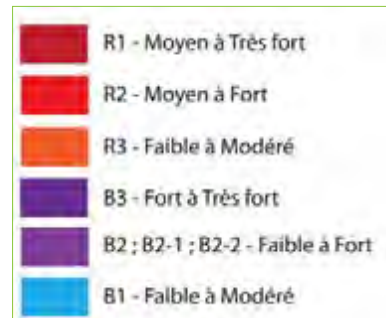 R1 - Moyen à Très fort
R2 - Moyen à Fort
R3 - Faible à Modéré
B3 - Fort à Très fort
B2 ; B2-1 ; B2-2 - Faible à Fort
B1 - Faible à Modéré